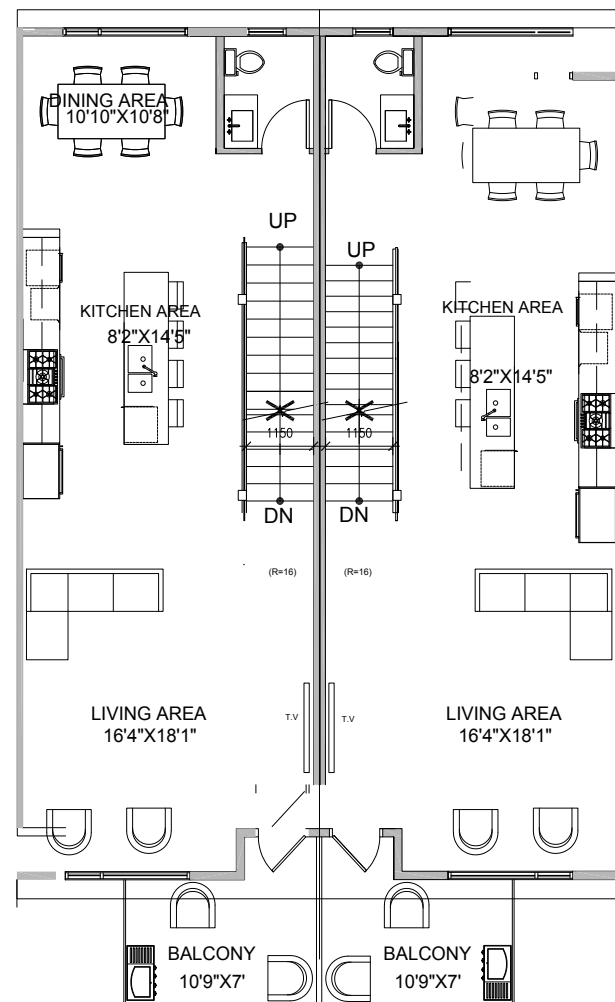 DINING AREA
10'10"X10'8"
UP
UP
KITCHEN AREA
8'2"X14'5"
KITCHEN AREA
8'2"X14'5"
1150
1150
DN
DN
(R=16)
(R=16)
LIVING AREA
16'4"X18'1"
T.V
T.V
LIVING AREA
16'4"X18'1"
BALCONY
10'9"X7'
BALCONY
10'9"X7'